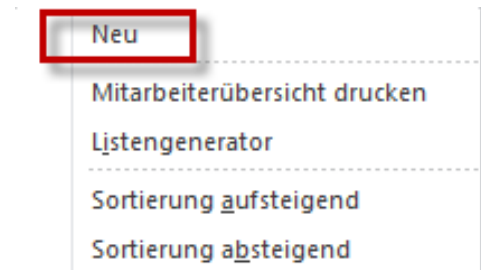 Neu
Mitarbeiterübersicht drucken
Listengenerator
Sortierung aufsteigend
Sortierung absteigend